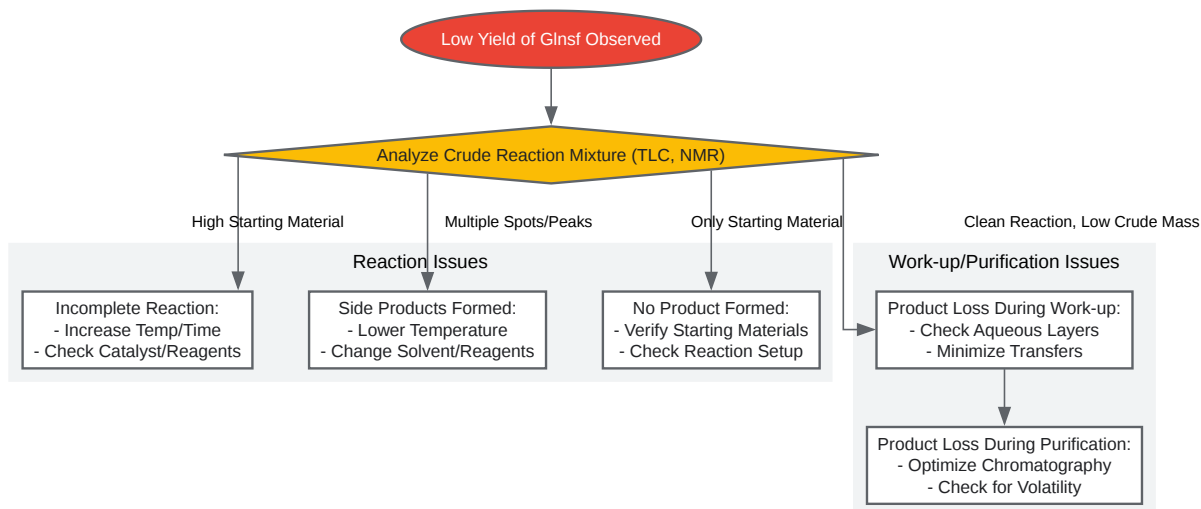 Low Yield of Glnsf Observed
Analyze Crude Reaction Mixture (TLC, NMR)
High Starting Material
Multiple Spots/Peaks
Only Starting Material
Clean Reaction, Low Crude Mass
Reaction Issues
Work-up/Purification Issues
Incomplete Reaction:
- Increase Temp/Time
- Check Catalyst/Reagents
Side Products Formed:
- Lower Temperature
- Change Solvent/Reagents
No Product Formed:
- Verify Starting Materials
- Check Reaction Setup
Product Loss During Work-up:
- Check Aqueous Layers
- Minimize Transfers
Product Loss During Purification:
- Optimize Chromatography
- Check for Volatility